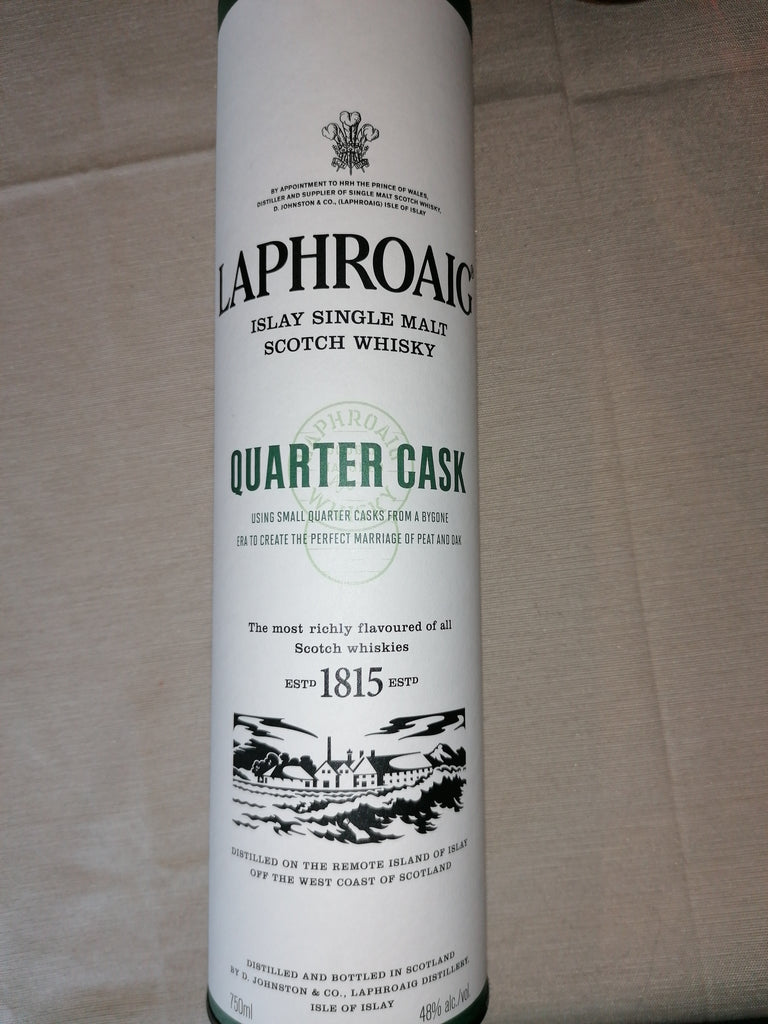 BY APPOINTMENT TO HRH THE PRINCE OF WALES,
DISTILLER AND SUPPLIER OF SINGLE MALT SCOTCH WHISKY,
D. JOHNSTON & CO., (LAPHROAIG) ISLE OF ISLAY
LAPHROAIG®
ISLAY SINGLE MALT
SCOTCH WHISKY
LAPHROAIG
QUARTER CASK
WHISKY
USING SMALL QUARTER CASKS FROM A BYGONE
ERA TO CREATE THE PERFECT MARRIAGE OF PEAT AND OAK
The most richly flavoured of all
Scotch whiskies
ESTD 1815 ESTD
DISTILLED ON THE REMOTE ISLAND OF ISLAY
OFF THE WEST COAST OF SCOTLAND
DISTILLED AND BOTTLED IN SCOTLAND
BY D. JOHNSTON & CO., LAPHROAIG DISTILLERY,
ISLE OF ISLAY
750ml
48% alc./vol.